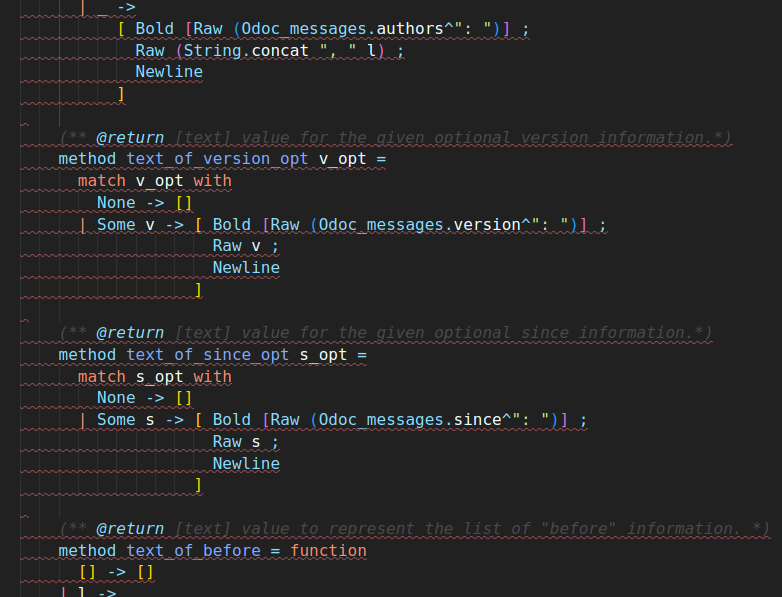 | _ ->
[ Bold [Raw (Odoc_messages.authors^": ")] ;
Raw (String.concat ", " l) ;
Newline
]
(** @return [text] value for the given optional version information.*)
method text_of_version_opt v_opt =
match v_opt with
None -> []
| Some v -> [ Bold [Raw (Odoc_messages.version^": ")] ;
Raw v ;
Newline
]
(** @return [text] value for the given optional since information.*)
method text_of_since_opt s_opt =
match s_opt with
None -> []
| Some s -> [ Bold [Raw (Odoc_messages.since^": ")] ;
Raw s ;
Newline
]
(** @return [text] value to represent the list of "before" information. *)
method text_of_before = function
[] -> []
| l ->